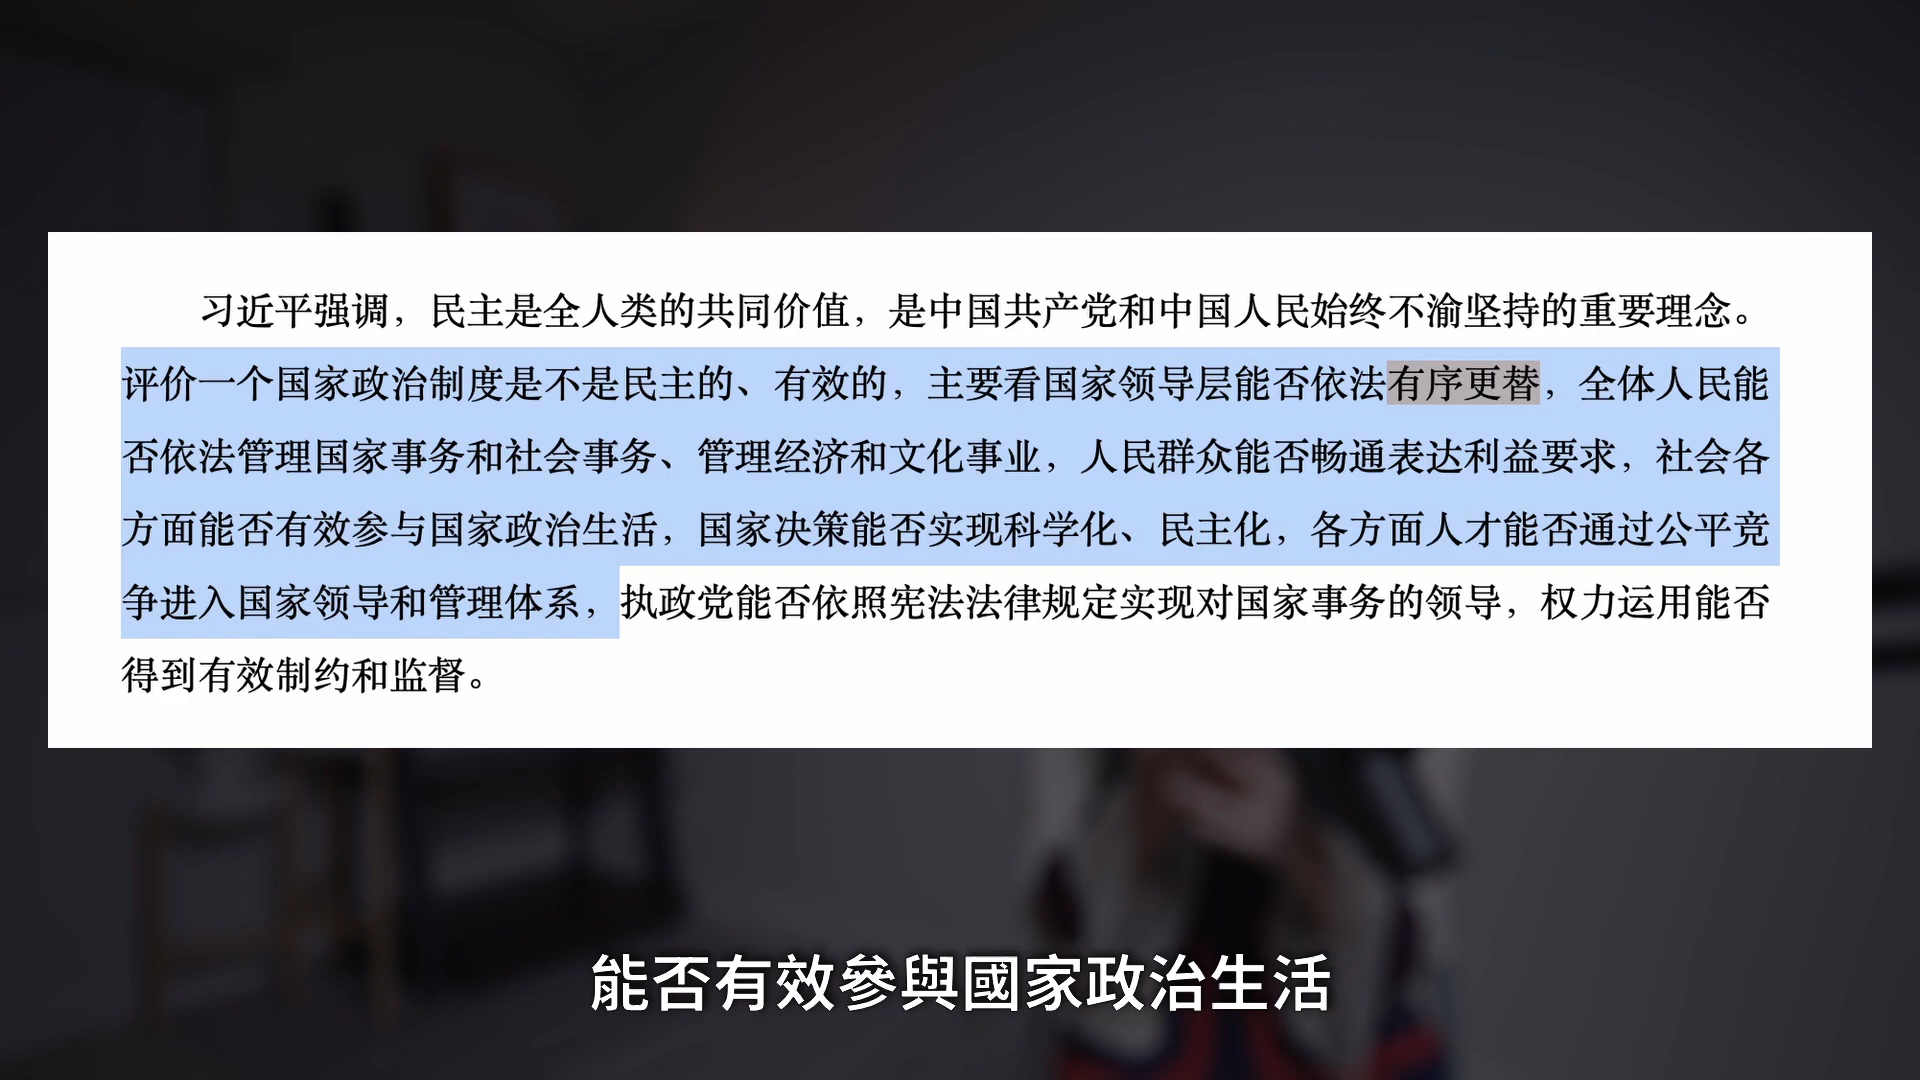 习近平强调，民主是全人类的共同价值，是中国共产党和中国人民始终不渝坚持的重要理念。
评价一个国家政治制度是不是民主的、有效的，主要看国家领导层能否依法有序更替，全体人民能
否依法管理国家事务和社会事务、管理经济和文化事业，人民群众能否畅通表达利益要求，社会各
方面能否有效参与国家政治生活，国家决策能否实现科学化、民主化，各方面人才能否通过公平竞
争进入国家领导和管理体系，执政党能否依照宪法法律规定实现对国家事务的领导，权力运用能否
得到有效制约和监督。
能否有效參與國家政治生活